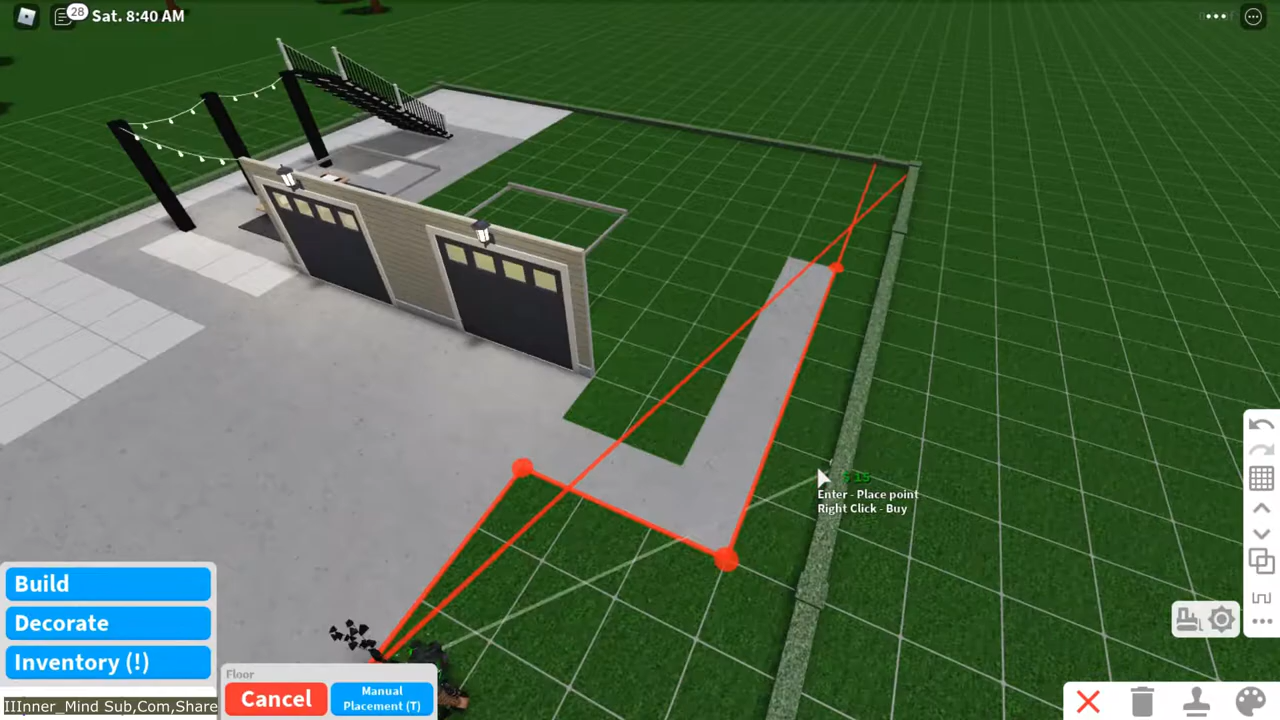 28
Sat. 8:40 AM
$ 15
Enter - Place point
Right Click - Buy
Build
Decorate
Inventory (!)
Floor
Cancel
Manual
Placement (T)
IIInner_Mind Sub,Com,Share